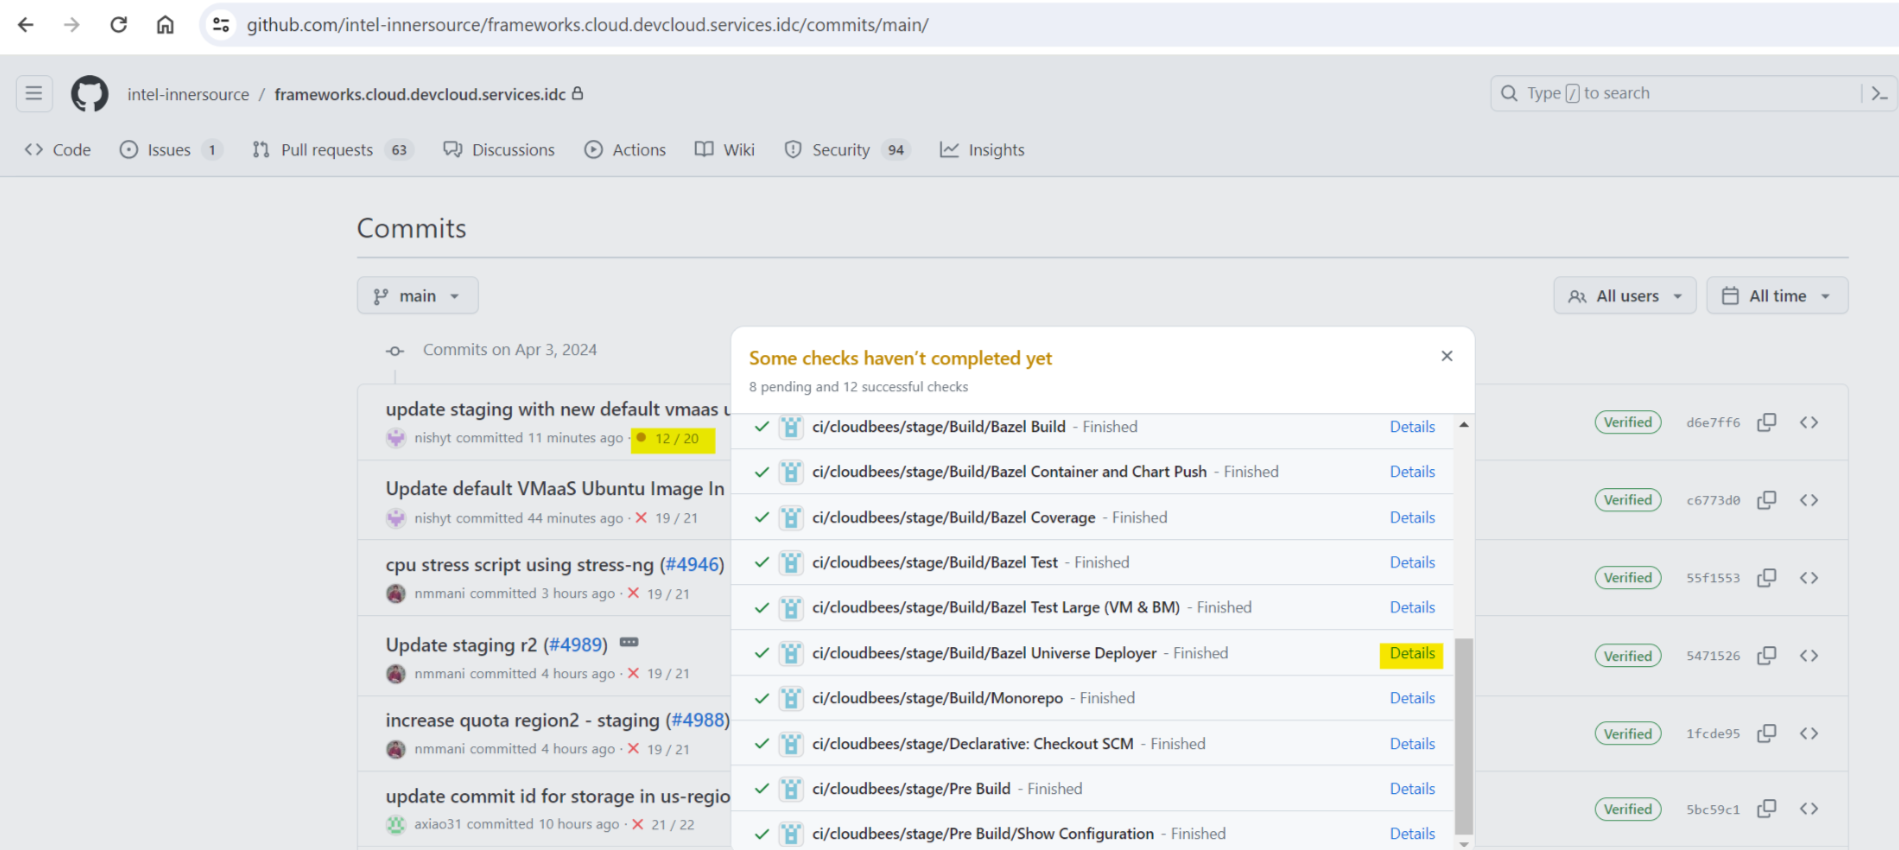 github.com/intel-innersource/frameworks.cloud.devcloud.services.idc/commits/main/
intel-innersource / frameworks.cloud.devcloud.services.idc
Type / to search
Code Issues 1 Pull requests 63 Discussions Actions Wiki Security 94 Insights
Commits
main
All users All time
Commits on Apr 3, 2024
update staging with new default vmaas u
nishyt committed 11 minutes ago · 12 / 20
Verified d6e7ff6
Update default VMaaS Ubuntu Image In
nishyt committed 44 minutes ago · 19 / 21
Verified c6773d0
cpu stress script using stress-ng (#4946)
nmmani committed 3 hours ago · 19 / 21
Verified 55f1553
Update staging r2 (#4989)
nmmani committed 4 hours ago · 19 / 21
Verified 5471526
increase quota region2 - staging (#4988)
nmmani committed 4 hours ago · 19 / 21
Verified 1fcde95
update commit id for storage in us-regio
axiao31 committed 10 hours ago · 21 / 22
Verified 5bc59c1
Some checks haven't completed yet
8 pending and 12 successful checks
ci/cloudbees/stage/Build/Bazel Build - Finished Details
ci/cloudbees/stage/Build/Bazel Container and Chart Push - Finished Details
ci/cloudbees/stage/Build/Bazel Coverage - Finished Details
ci/cloudbees/stage/Build/Bazel Test - Finished Details
ci/cloudbees/stage/Build/Bazel Test Large (VM & BM) - Finished Details
ci/cloudbees/stage/Build/Bazel Universe Deployer - Finished Details
ci/cloudbees/stage/Build/Monorepo - Finished Details
ci/cloudbees/stage/Declarative: Checkout SCM - Finished Details
ci/cloudbees/stage/Pre Build - Finished Details
ci/cloudbees/stage/Pre Build/Show Configuration - Finished Details